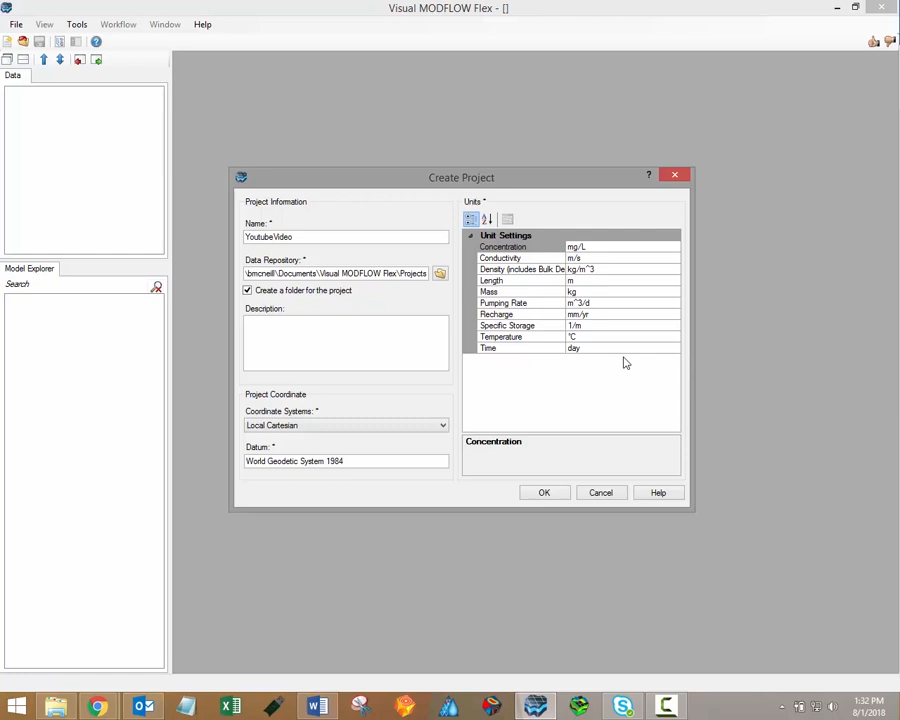 Visual MODFLOW Flex - []
File View Tools Workflow Window Help
Data
Model Explorer
Search
Create Project
?
Project Information
Name: *
YoutubeVideo
Data Repository: *
\bmcneill\Documents\Visual MODFLOW Flex\Projects
Create a folder for the project
Description:
Project Coordinate
Coordinate Systems: *
Local Cartesian
Datum: *
World Geodetic System 1984
Units *
Unit Settings
Concentration mg/L
Conductivity m/s
Density (includes Bulk De kg/m^3
Length m
Mass kg
Pumping Rate m^3/d
Recharge mm/yr
Specific Storage 1/m
Temperature °C
Time day
Concentration
OK Cancel Help
1:32 PM
8/1/2018